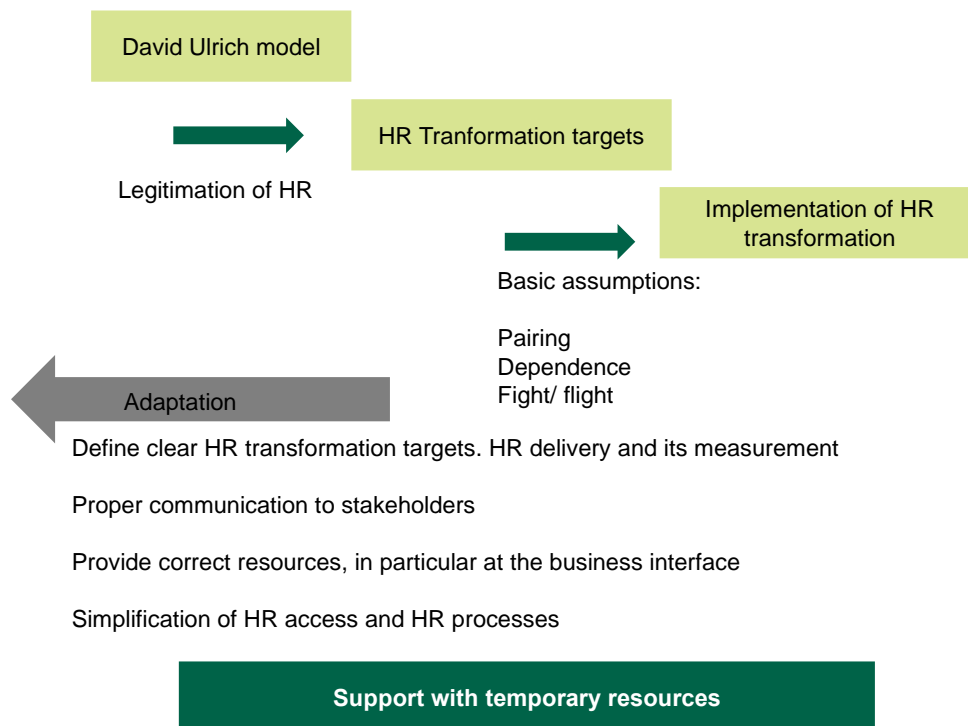 David Ulrich model
HR Tranformation targets
Legitimation of HR
Implementation of HR
transformation
Basic assumptions:
Pairing
Dependence
Fight/ flight
Adaptation
Define clear HR transformation targets. HR delivery and its measurement
Proper communication to stakeholders
Provide correct resources, in particular at the business interface
Simplification of HR access and HR processes
Support with temporary resources